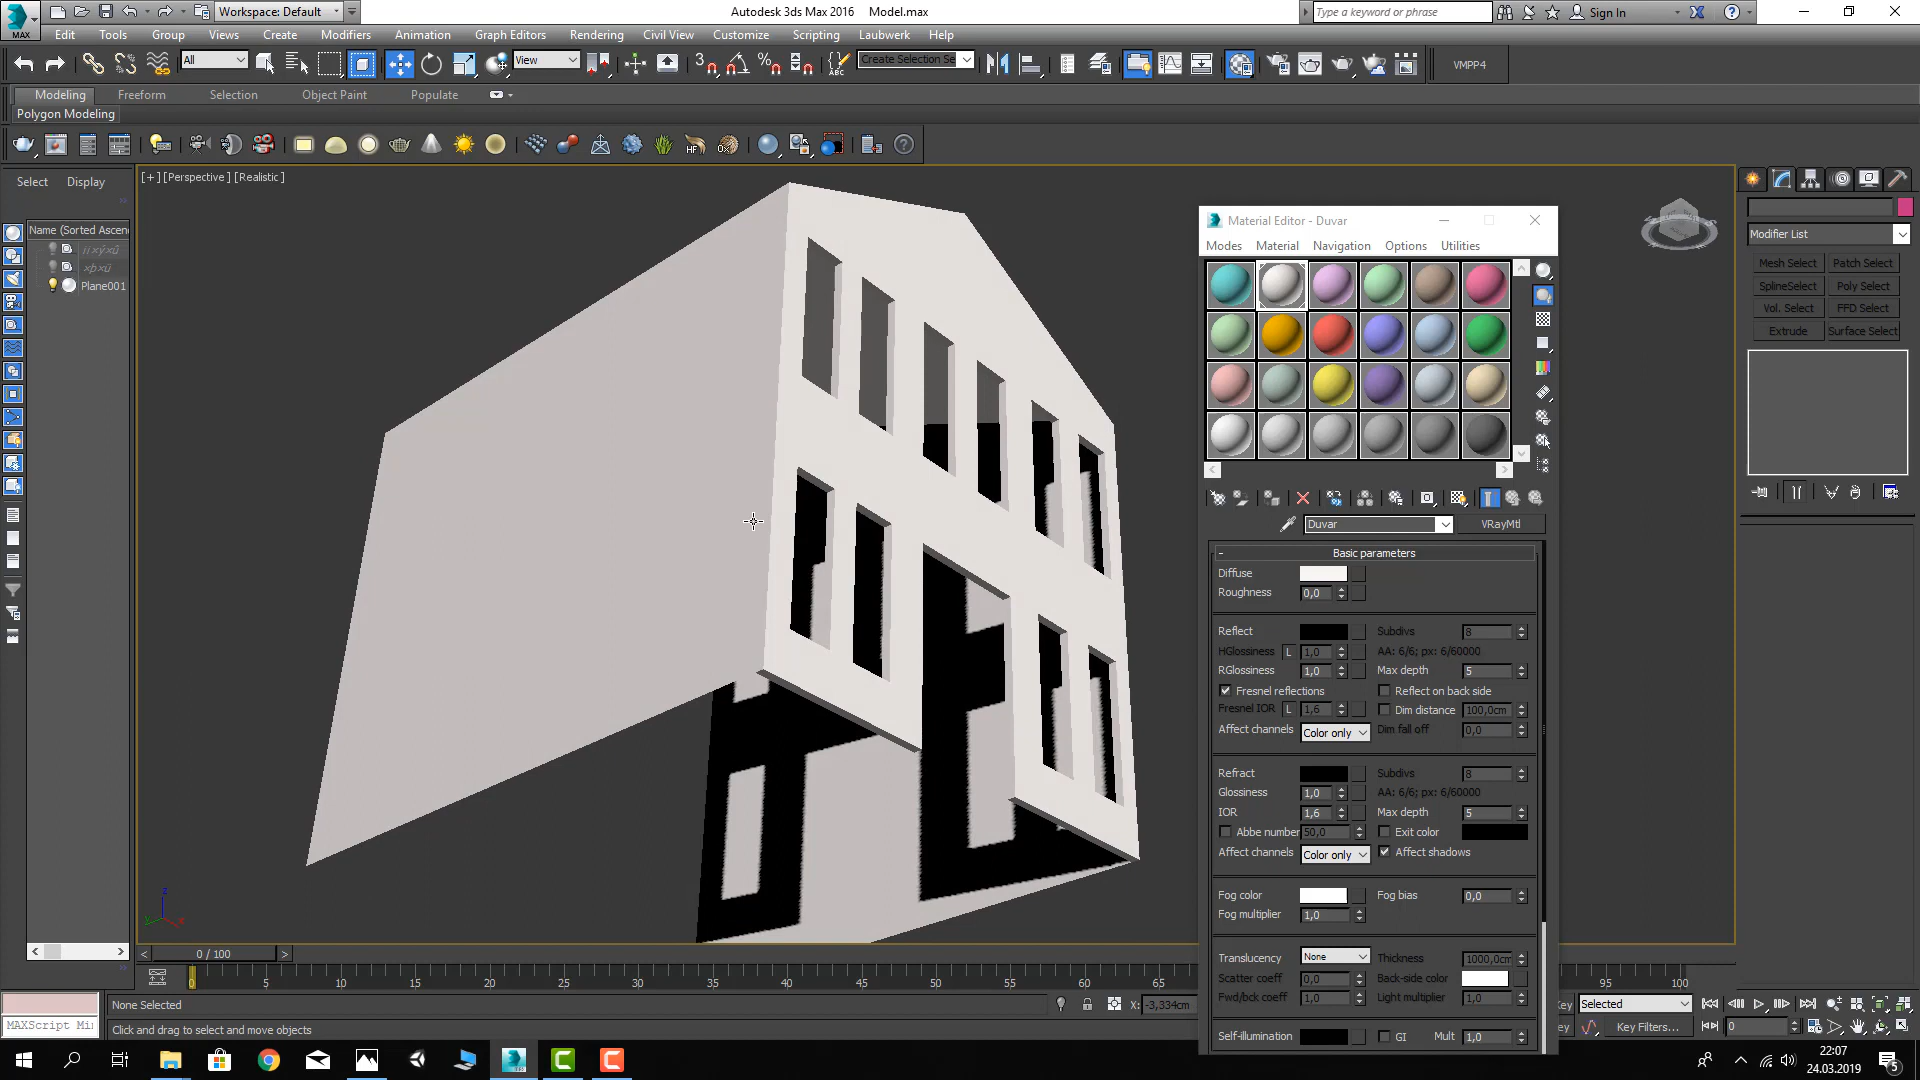 MAX
Workspace: Default
Autodesk 3ds Max 2016    Model.max
Type a keyword or phrase
Sign In
Edit Tools Group Views Create Modifiers Animation Graph Editors Rendering Civil View Customize Scripting Laubwerk Help
All
View
3
ABC
Create Selection Se
VMPP4
Modeling Freeform Selection Object Paint Populate
Polygon Modeling
HF
Select Display
Name (Sorted Ascen
Plane001
[+] [Perspective] [Realistic]
Material Editor - Duvar
Modes Material Navigation Options Utilities
Duvar
VRayMtl
- Basic parameters
Diffuse
Roughness 0,0
Reflect Subdivs 8
HGlossiness L 1,0 AA: 6/6; px: 6/60000
RGlossiness 1,0 Max depth 5
Fresnel reflections Reflect on back side
Fresnel IOR L 1,6 Dim distance 100,0cm
Affect channels Color only Dim fall off 0,0
Refract Subdivs 8
Glossiness 1,0 AA: 6/6; px: 6/60000
IOR 1,6 Max depth 5
Abbe number 50,0 Exit color
Affect channels Color only Affect shadows
Fog color Fog bias 0,0
Fog multiplier 1,0
Translucency None Thickness 1000,0cm
Scatter coeff 0,0 Back-side color
Fwd/bck coeff 1,0 Light multiplier 1,0
Self-illumination GI Mult 1,0
Modifier List
Mesh Select Patch Select
SplineSelect Poly Select
Vol. Select FFD Select
Extrude Surface Select
z
y
x
< 0 / 100 >
0 5 10 15 20 25 30 35 40 45 50 55 60 65 95 100
None Selected
X: -3,334cm
Selected
MAXScript Mi
Click and drag to select and move objects
Key Filters...
0
22:07
24.03.2019
5